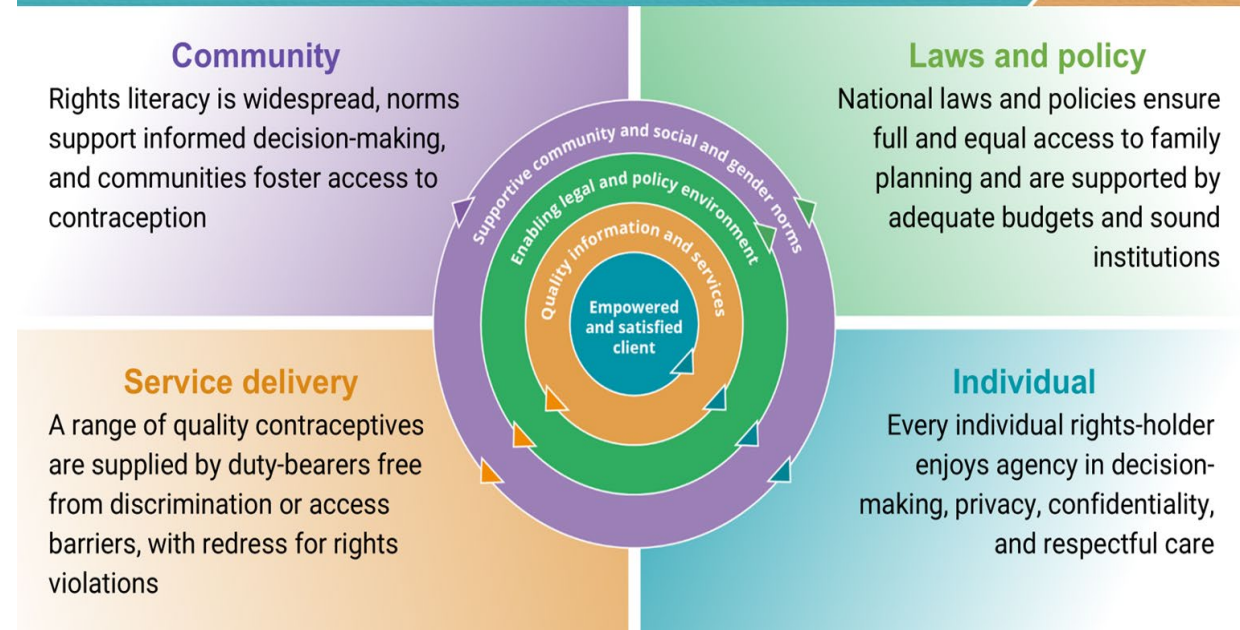 Community
Rights literacy is widespread, norms
support informed decision-making,
and communities foster access to
contraception
Laws and policy
National laws and policies ensure
full and equal access to family
planning and are supported by
adequate budgets and sound
institutions
Supportive community and social and gender norms
Enabling legal and policy environment
Quality information and services
Empowered
and satisfied
client
Service delivery
A range of quality contraceptives
are supplied by duty-bearers free
from discrimination or access
barriers, with redress for rights
violations
Individual
Every individual rights-holder
enjoys agency in decision-
making, privacy, confidentiality,
and respectful care